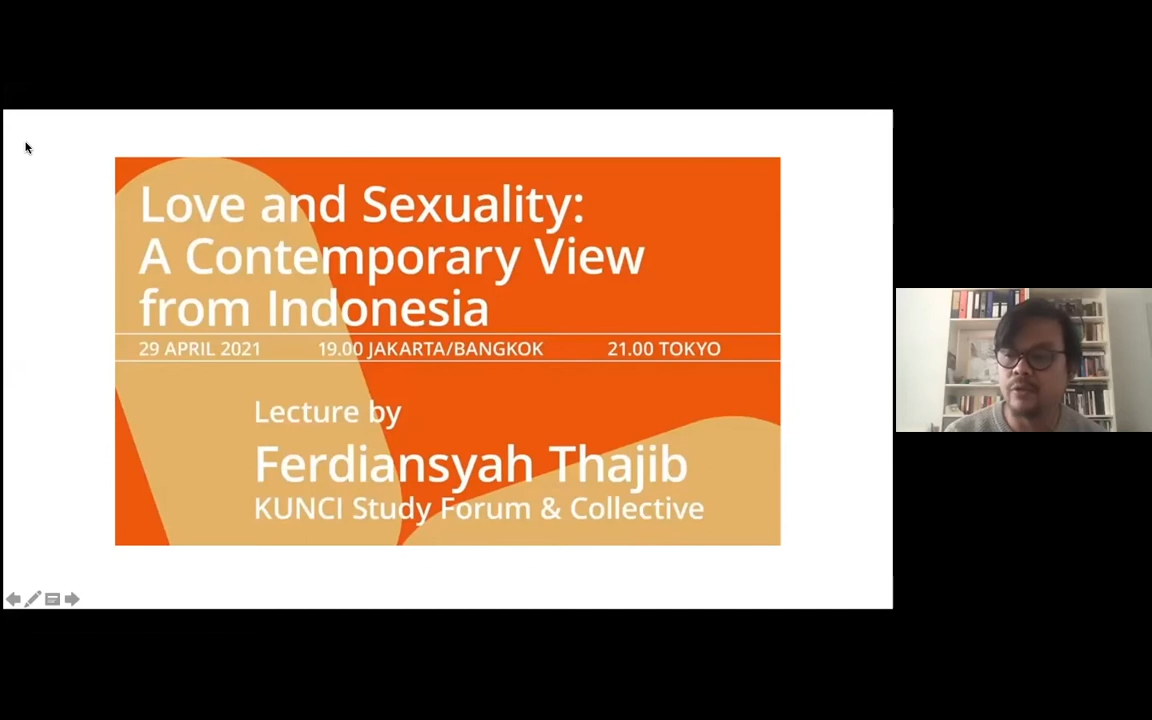 Love and Sexuality:
A Contemporary View
from Indonesia
29 APRIL 2021 19.00 JAKARTA/BANGKOK 21.00 TOKYO
Lecture by
Ferdiansyah Thajib
KUNCI Study Forum & Collective